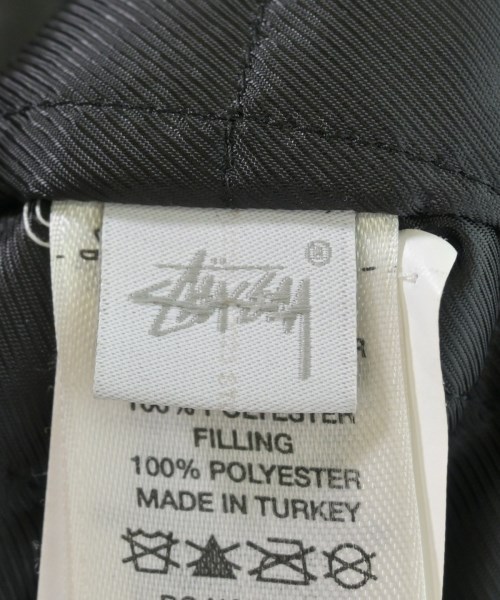 Stüssy ®
100% POLYESTER
FILLING
100% POLYESTER
MADE IN TURKEY